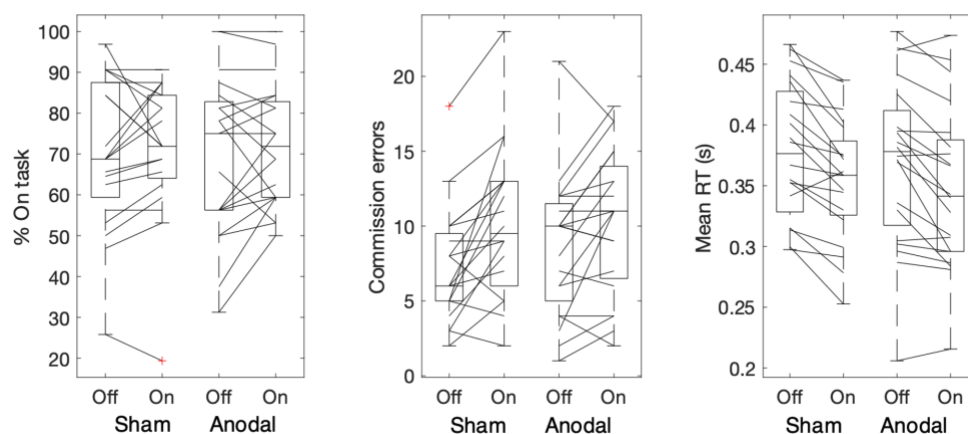 % On task
100
90
80
70
60
50
40
30
20
Off On Off On
Sham Anodal
Commission errors
20
15
10
5
0
Off On Off On
Sham Anodal
Mean RT (s)
0.45
0.4
0.35
0.3
0.25
0.2
Off On Off On
Sham Anodal